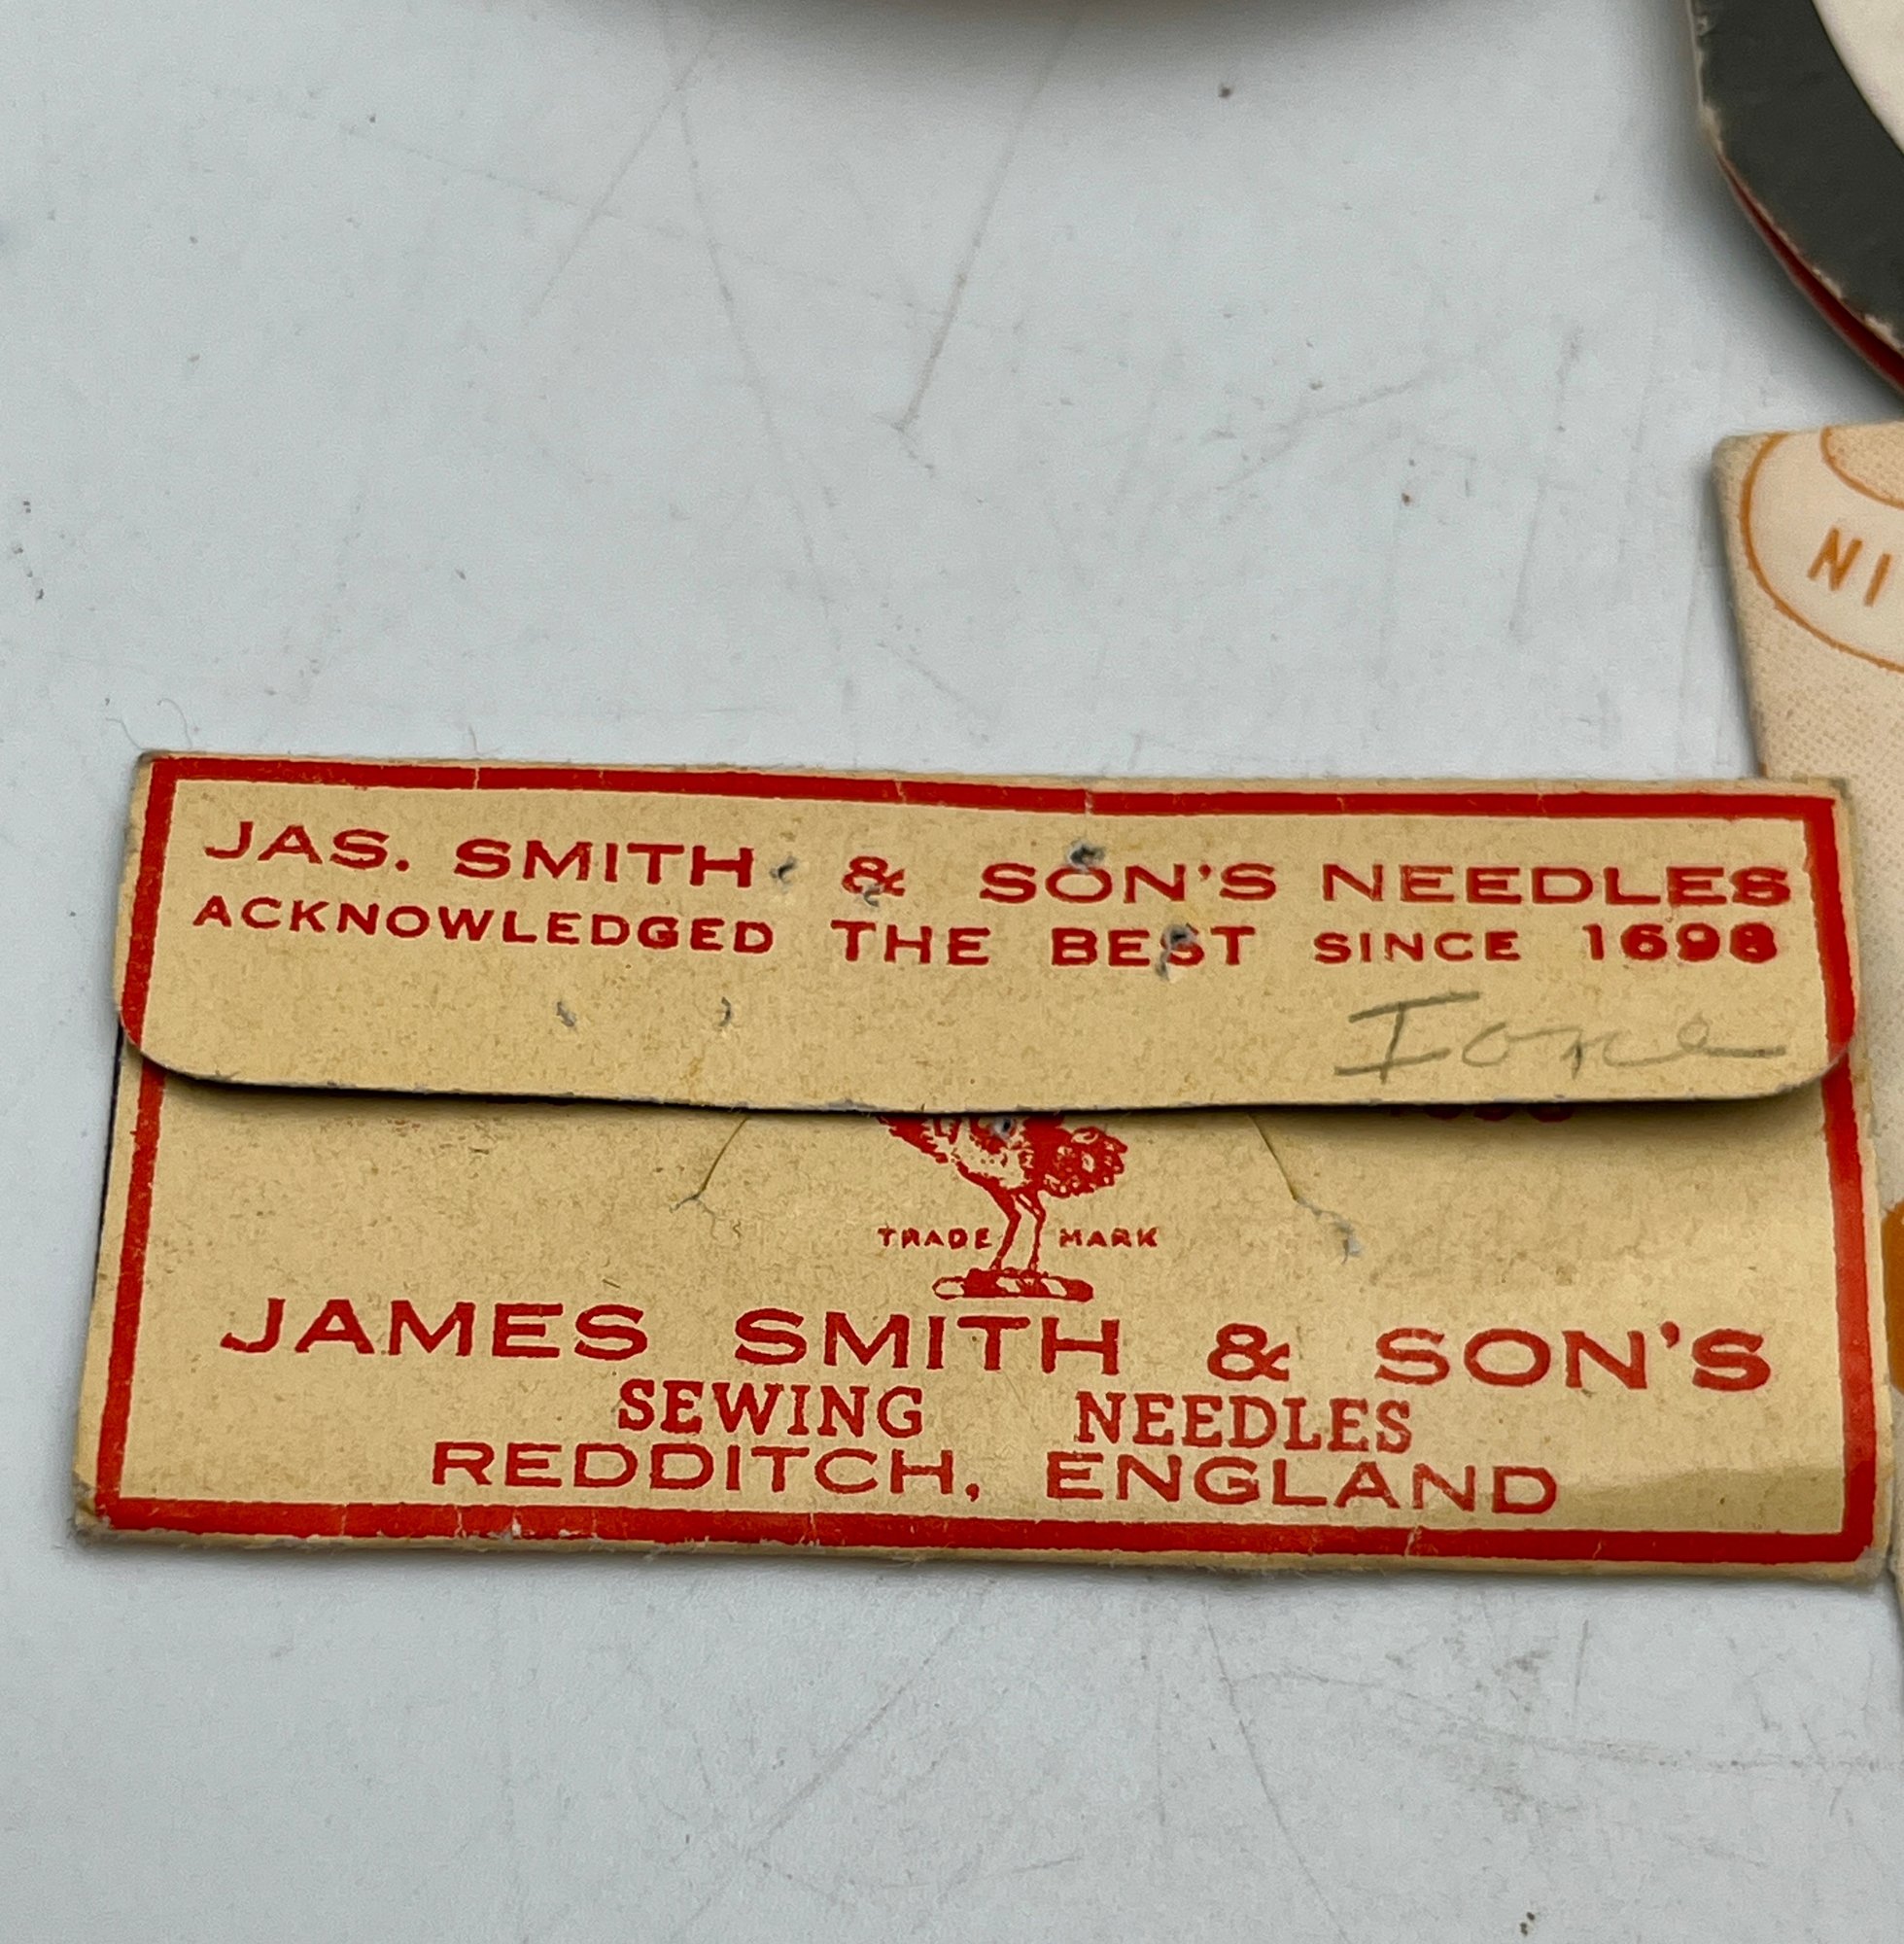 JAS. SMITH & SON'S NEEDLES
ACKNOWLEDGED THE BEST SINCE 1698
Ione
TRADE MARK
JAMES SMITH & SON'S
SEWING NEEDLES
REDDITCH, ENGLAND
NI